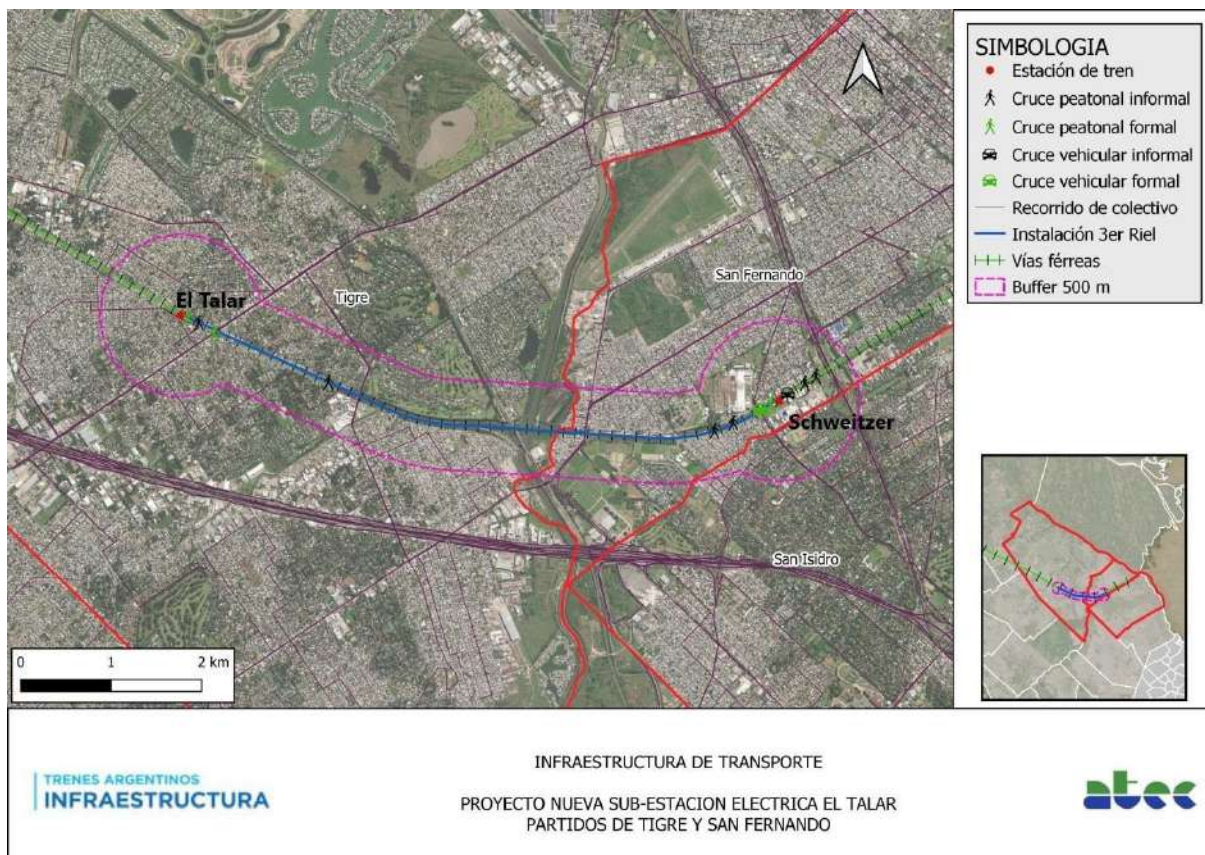 SIMBOLOGIA
Estación de tren
Cruce peatonal informal
Cruce peatonal formal
Cruce vehicular informal
Cruce vehicular formal
Recorrido de colectivo
Instalación 3er Riel
Vías férreas
Buffer 500 m
San Fernando
Tigre
El Talar
Schweitzer
San Isidro
0 1 2 km
TRENES ARGENTINOS
INFRAESTRUCTURA
INFRAESTRUCTURA DE TRANSPORTE
PROYECTO NUEVA SUB-ESTACION ELECTRICA EL TALAR
PARTIDOS DE TIGRE Y SAN FERNANDO
atec